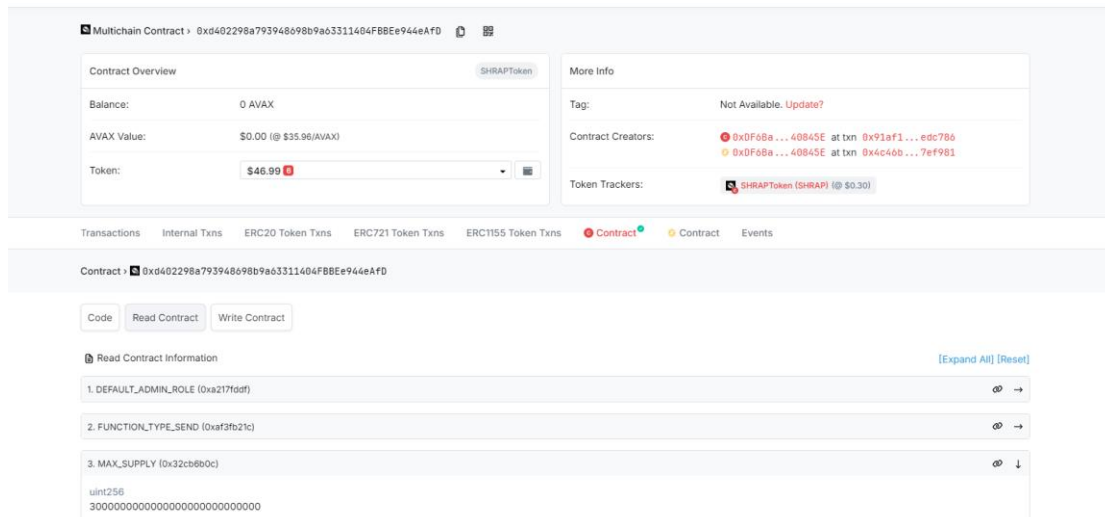 Multichain Contract › 0xd402298a793948698b9a63311404FBBEe944eAfD
Contract Overview
SHRAPToken
Balance:
0 AVAX
AVAX Value:
$0.00 (@ $35.96/AVAX)
Token:
$46.99 8
More Info
Tag:
Not Available. Update?
Contract Creators:
C 0xDF6Ba...40845E at txn 0x91af1...edc786
0xDF6Ba...40845E at txn 0x4c46b...7ef981
Token Trackers:
SHRAPToken (SHRAP) (@ $0.30)
Transactions Internal Txns ERC20 Token Txns ERC721 Token Txns ERC1155 Token Txns C Contract Contract Events
Contract › 0xd402298a793948698b9a63311404FBBEe944eAfD
Code Read Contract Write Contract
Read Contract Information
[Expand All] [Reset]
1. DEFAULT_ADMIN_ROLE (0xa217fddf)
2. FUNCTION_TYPE_SEND (0xaf3fb21c)
3. MAX_SUPPLY (0x32cb6b0c)
uint256
3000000000000000000000000000